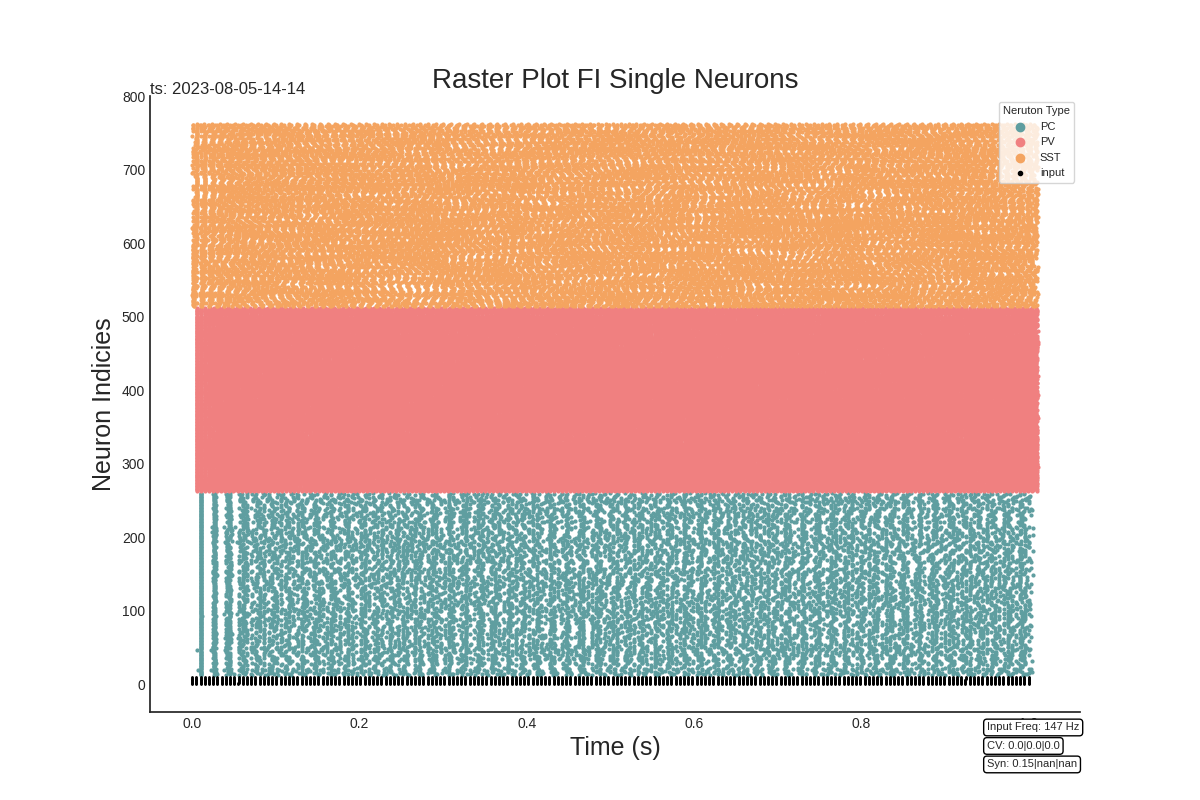 Raster Plot FI Single Neurons
ts: 2023-08-05-14-14
Neruton Type
PC
PV
SST
input
800
700
600
500
400
300
200
100
0
Neuron Indicies
0.0 0.2 0.4 0.6 0.8
Time (s)
Input Freq: 147 Hz
CV: 0.0|0.0|0.0
Syn: 0.15|nan|nan